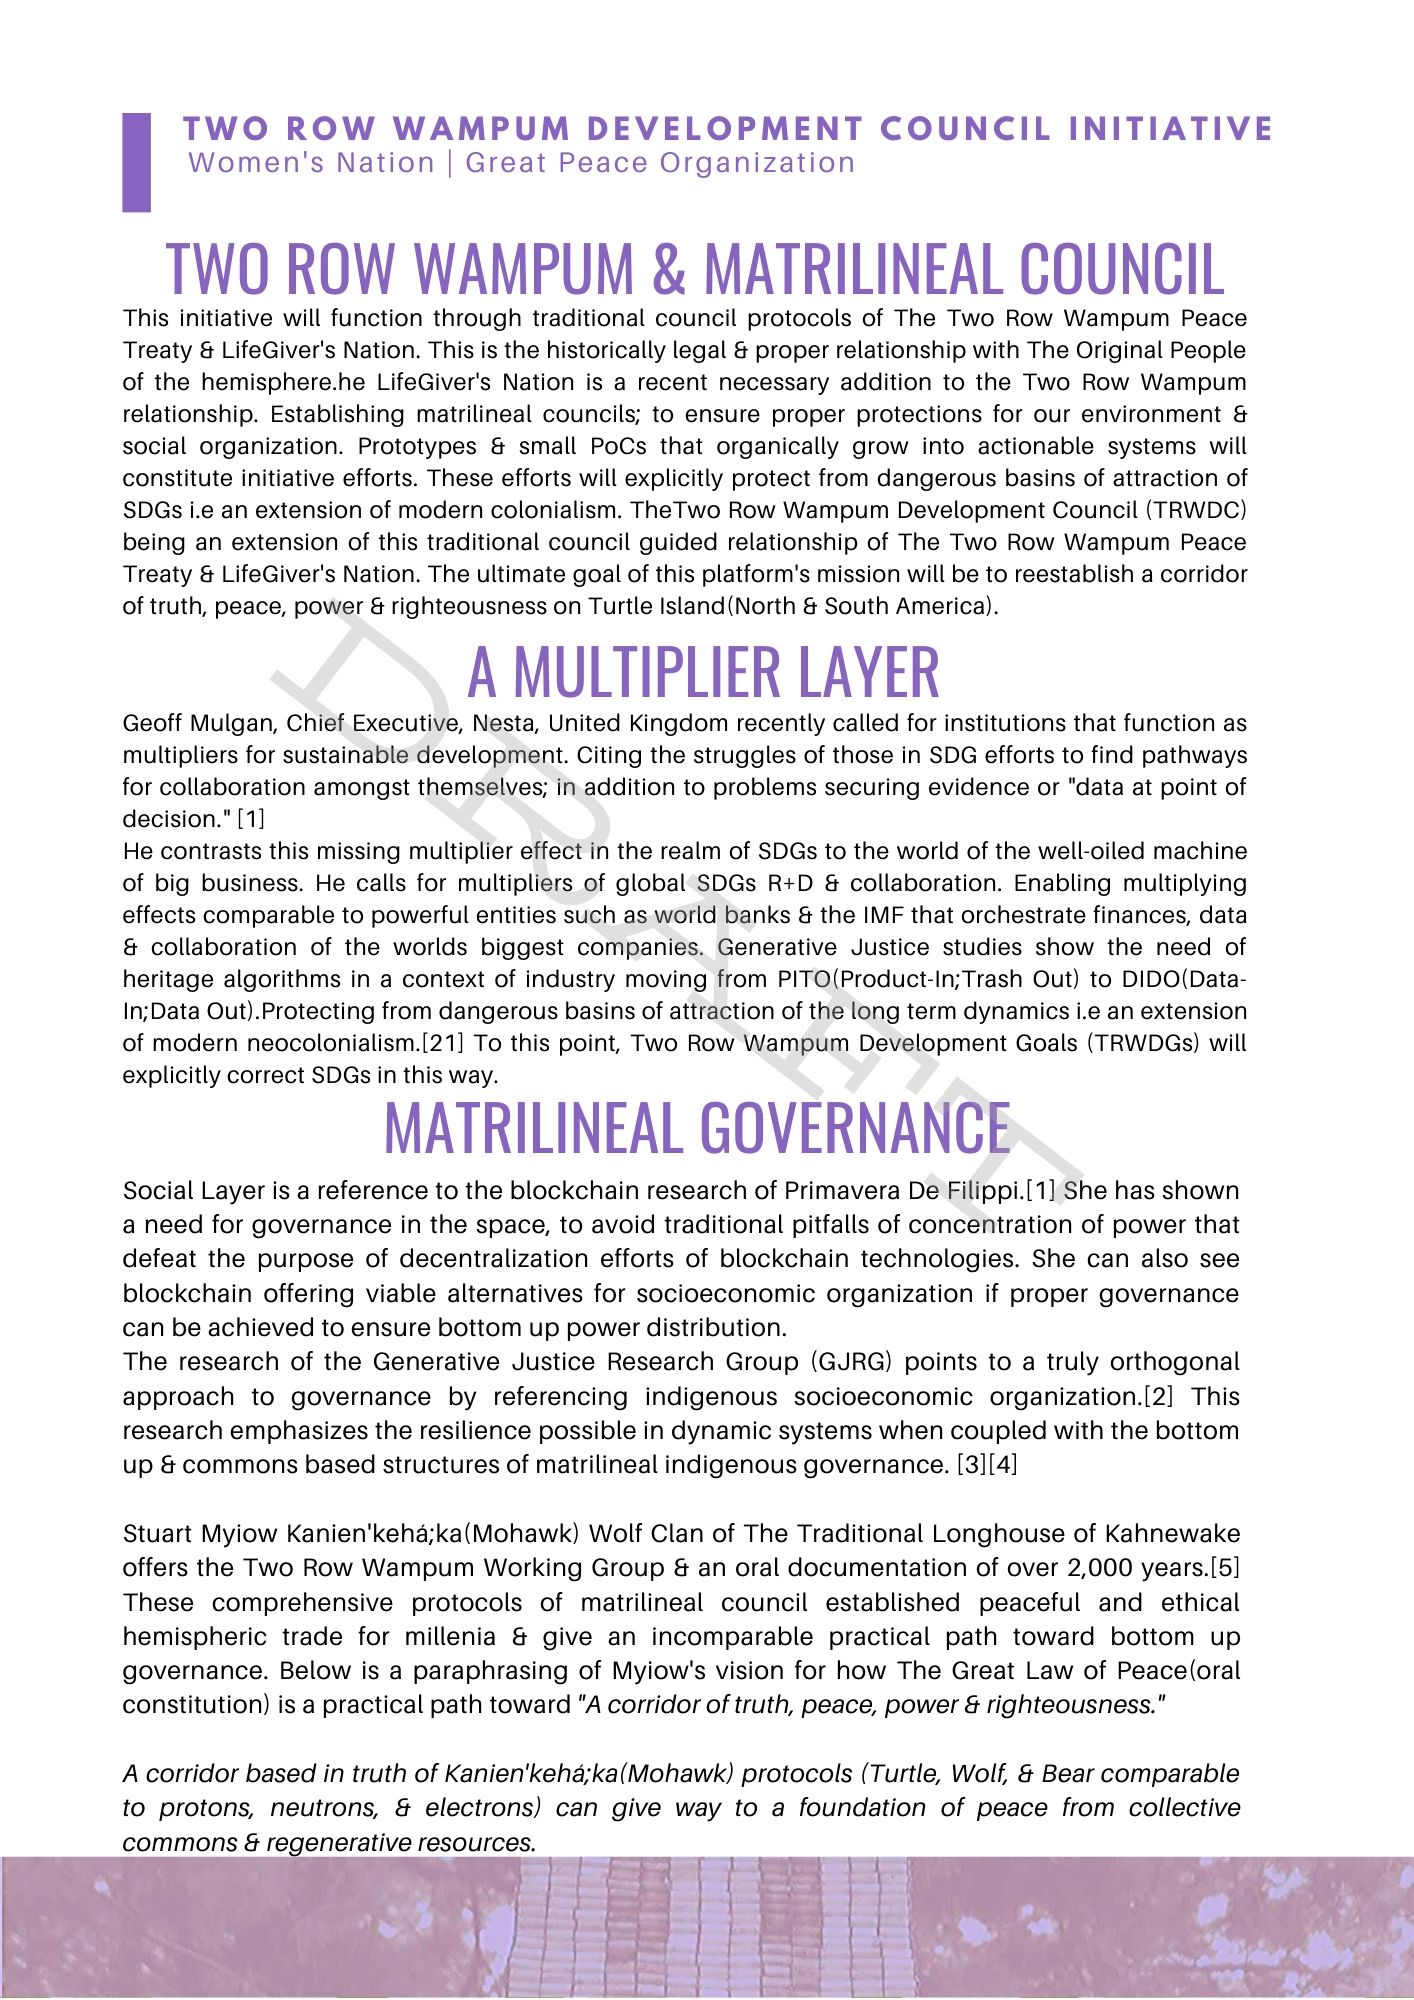 TWO ROW WAMPUM DEVELOPMENT COUNCIL INITIATIVE
Women's Nation | Great Peace Organization
TWO ROW WAMPUM & MATRILINEAL COUNCIL
This initiative will function through traditional council protocols of The Two Row Wampum Peace
Treaty & LifeGiver's Nation. This is the historically legal & proper relationship with The Original People
of the hemisphere.he LifeGiver's Nation is a recent necessary addition to the Two Row Wampum
relationship. Establishing matrilineal councils; to ensure proper protections for our environment &
social organization. Prototypes & small PoCs that organically grow into actionable systems will
constitute initiative efforts. These efforts will explicitly protect from dangerous basins of attraction of
SDGs i.e an extension of modern colonialism. TheTwo Row Wampum Development Council (TRWDC)
being an extension of this traditional council guided relationship of The Two Row Wampum Peace
Treaty & LifeGiver's Nation. The ultimate goal of this platform's mission will be to reestablish a corridor
of truth, peace, power & righteousness on Turtle Island(North & South America).
A MULTIPLIER LAYER
Geoff Mulgan, Chief Executive, Nesta, United Kingdom recently called for institutions that function as
multipliers for sustainable development. Citing the struggles of those in SDG efforts to find pathways
for collaboration amongst themselves; in addition to problems securing evidence or "data at point of
decision." [1]
He contrasts this missing multiplier effect in the realm of SDGs to the world of the well-oiled machine
of big business. He calls for multipliers of global SDGs R+D & collaboration. Enabling multiplying
effects comparable to powerful entities such as world banks & the IMF that orchestrate finances, data
& collaboration of the worlds biggest companies. Generative Justice studies show the need of
heritage algorithms in a context of industry moving from PITO(Product-In;Trash Out) to DIDO(Data-
In;Data Out).Protecting from dangerous basins of attraction of the long term dynamics i.e an extension
of modern neocolonialism.[21] To this point, Two Row Wampum Development Goals (TRWDGs) will
explicitly correct SDGs in this way.
MATRILINEAL GOVERNANCE
Social Layer is a reference to the blockchain research of Primavera De Filippi.[1] She has shown
a need for governance in the space, to avoid traditional pitfalls of concentration of power that
defeat the purpose of decentralization efforts of blockchain technologies. She can also see
blockchain offering viable alternatives for socioeconomic organization if proper governance
can be achieved to ensure bottom up power distribution.
The research of the Generative Justice Research Group (GJRG) points to a truly orthogonal
approach to governance by referencing indigenous socioeconomic organization.[2] This
research emphasizes the resilience possible in dynamic systems when coupled with the bottom
up & commons based structures of matrilineal indigenous governance. [3][4]
Stuart Myiow Kanien'kehá;ka(Mohawk) Wolf Clan of The Traditional Longhouse of Kahnewake
offers the Two Row Wampum Working Group & an oral documentation of over 2,000 years.[5]
These comprehensive protocols of matrilineal council established peaceful and ethical
hemispheric trade for millenia & give an incomparable practical path toward bottom up
governance. Below is a paraphrasing of Myiow's vision for how The Great Law of Peace(oral
constitution) is a practical path toward "A corridor of truth, peace, power & righteousness."
A corridor based in truth of Kanien'kehá;ka(Mohawk) protocols (Turtle, Wolf, & Bear comparable
to protons, neutrons, & electrons) can give way to a foundation of peace from collective
commons & regenerative resources.
DRAFT